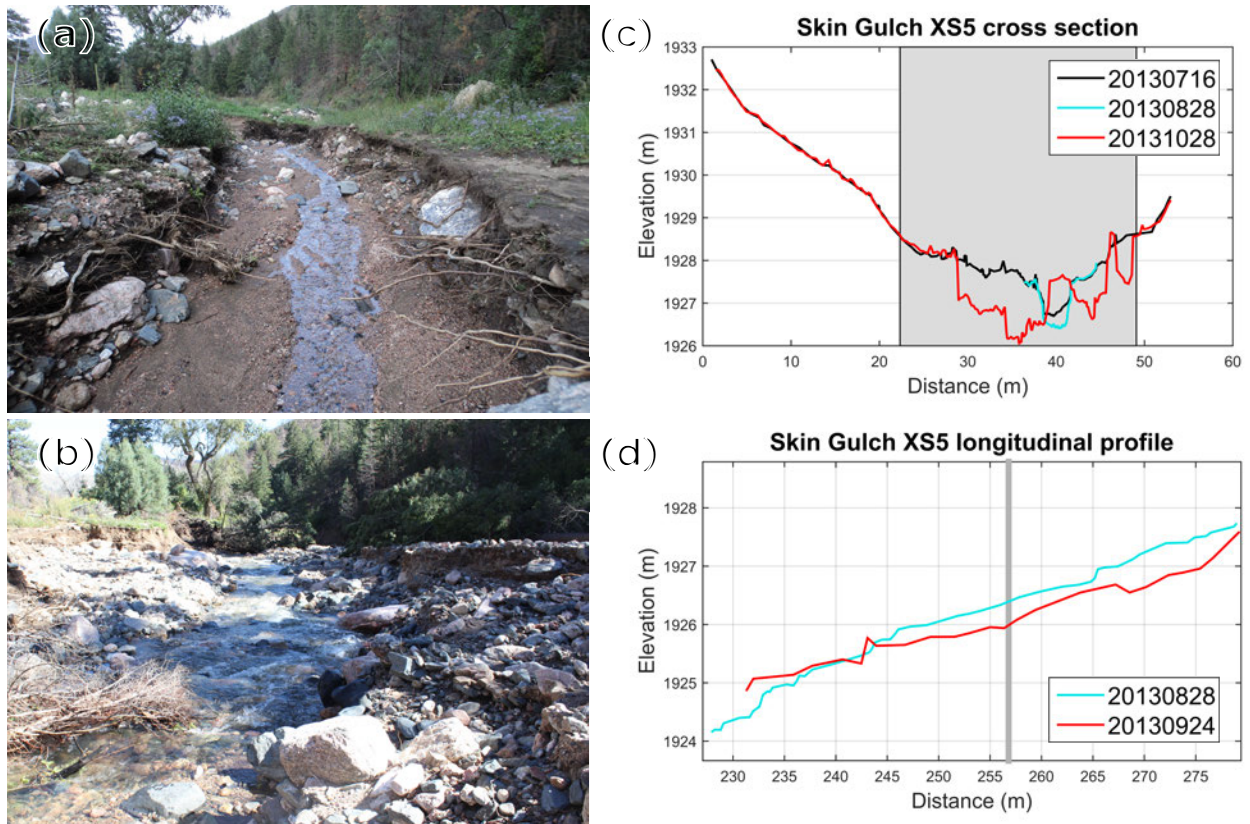 (a)
(b)
(c)
Skin Gulch XS5 cross section
1933
1932
1931
1930
1929
1928
1927
1926
Elevation (m)
20130716
20130828
20131028
0 10 20 30 40 50 60
Distance (m)
(d)
Skin Gulch XS5 longitudinal profile
1928
1927
1926
1925
1924
Elevation (m)
20130828
20130924
230 235 240 245 250 255 260 265 270 275
Distance (m)